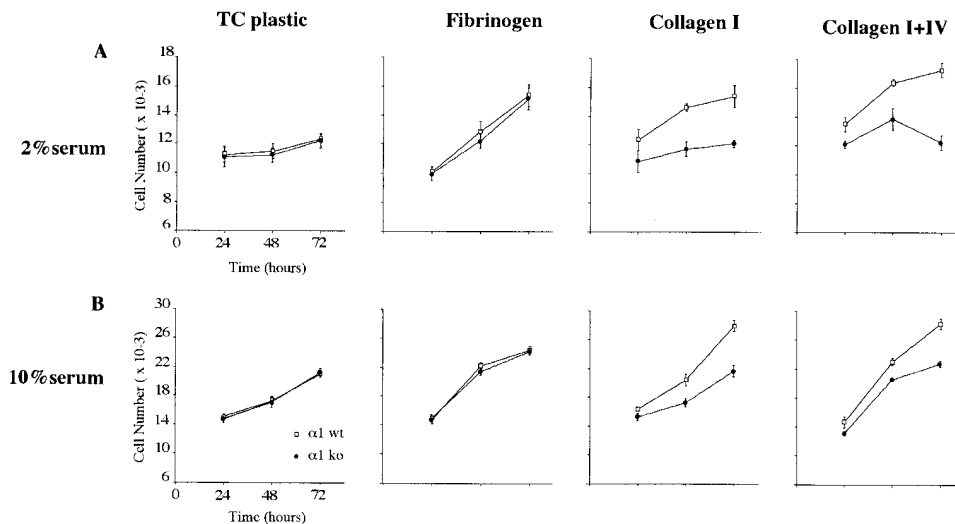 TC plastic
Fibrinogen
Collagen I
Collagen I+IV
A
2%serum
Cell Number ( x 10-3)
18
16
14
12
10
8
6
0
24
48
72
Time (hours)
B
10%serum
Cell Number ( x 10-3)
30
26
22
18
14
10
6
α1 wt
α1 ko
0
24
48
72
Time (hours)